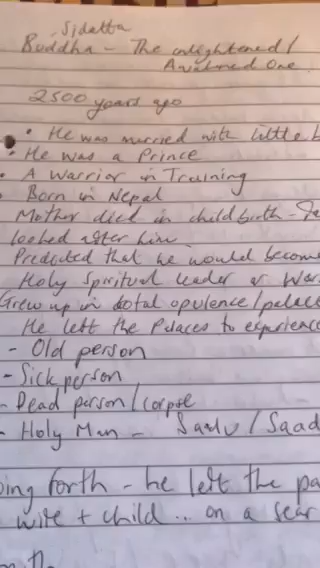 Sidatta
Buddha - The enlightened /
Awakened One
2500 years ago
• He was married with little b
• He was a Prince
• A Warrior in Training
• Born in Nepal
Mother died in childbirth -
looked after him
Predicted that he would become
Holy Spiritual leader or War
Grew up in total opulence/palace
He left the Palaces to experience
- Old person
- Sick person
- Dead person / corpse
- Holy Man - Sadu / Saad
oing forth - he left the pa
wife + child... on a sear